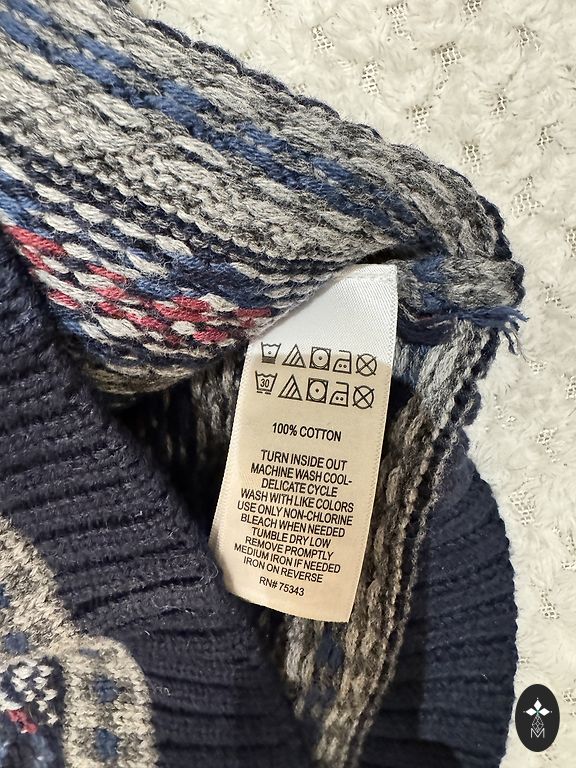 30
100% COTTON
TURN INSIDE OUT
MACHINE WASH COOL-
DELICATE CYCLE
WASH WITH LIKE COLORS
USE ONLY NON-CHLORINE
BLEACH WHEN NEEDED
TUMBLE DRY LOW
REMOVE PROMPTLY
MEDIUM IRON IF NEEDED
IRON ON REVERSE
RN# 75343
M